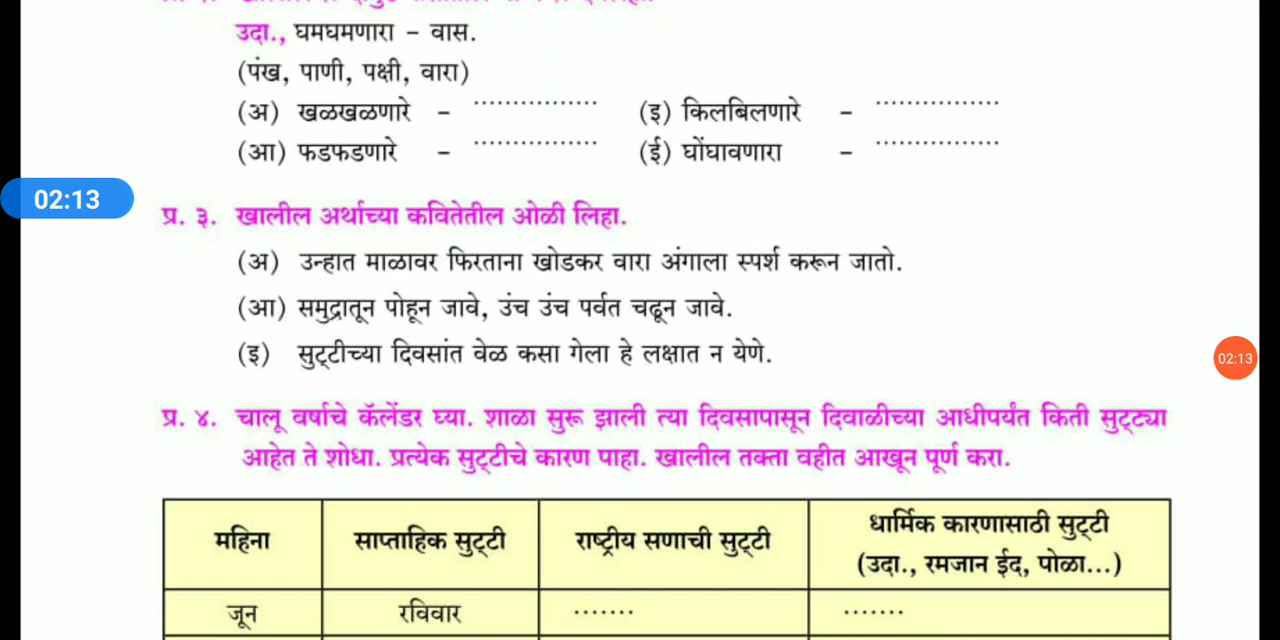 उदा., घमघमणारा – वास.
(पंख, पाणी, पक्षी, वारा)
(अ) खळखळणारे – ................ (इ) किलबिलणारे – ................
(आ) फडफडणारे – ................ (ई) घोंघावणारा – ................
02:13
प्र. ३. खालील अर्थाच्या कवितेतील ओळी लिहा.
(अ) उन्हात माळावर फिरताना खोडकर वारा अंगाला स्पर्श करून जातो.
(आ) समुद्रातून पोहून जावे, उंच उंच पर्वत चढून जावे.
(इ) सुट्टीच्या दिवसांत वेळ कसा गेला हे लक्षात न येणे.
02:13
प्र. ४. चालू वर्षाचे कॅलेंडर घ्या. शाळा सुरू झाली त्या दिवसापासून दिवाळीच्या आधीपर्यंत किती सुट्ट्या
आहेत ते शोधा. प्रत्येक सुट्टीचे कारण पाहा. खालील तक्ता वहीत आखून पूर्ण करा.
महिना साप्ताहिक सुट्टी राष्ट्रीय सणाची सुट्टी धार्मिक कारणासाठी सुट्टी
(उदा., रमजान ईद, पोळा...)
जून रविवार ....... .......